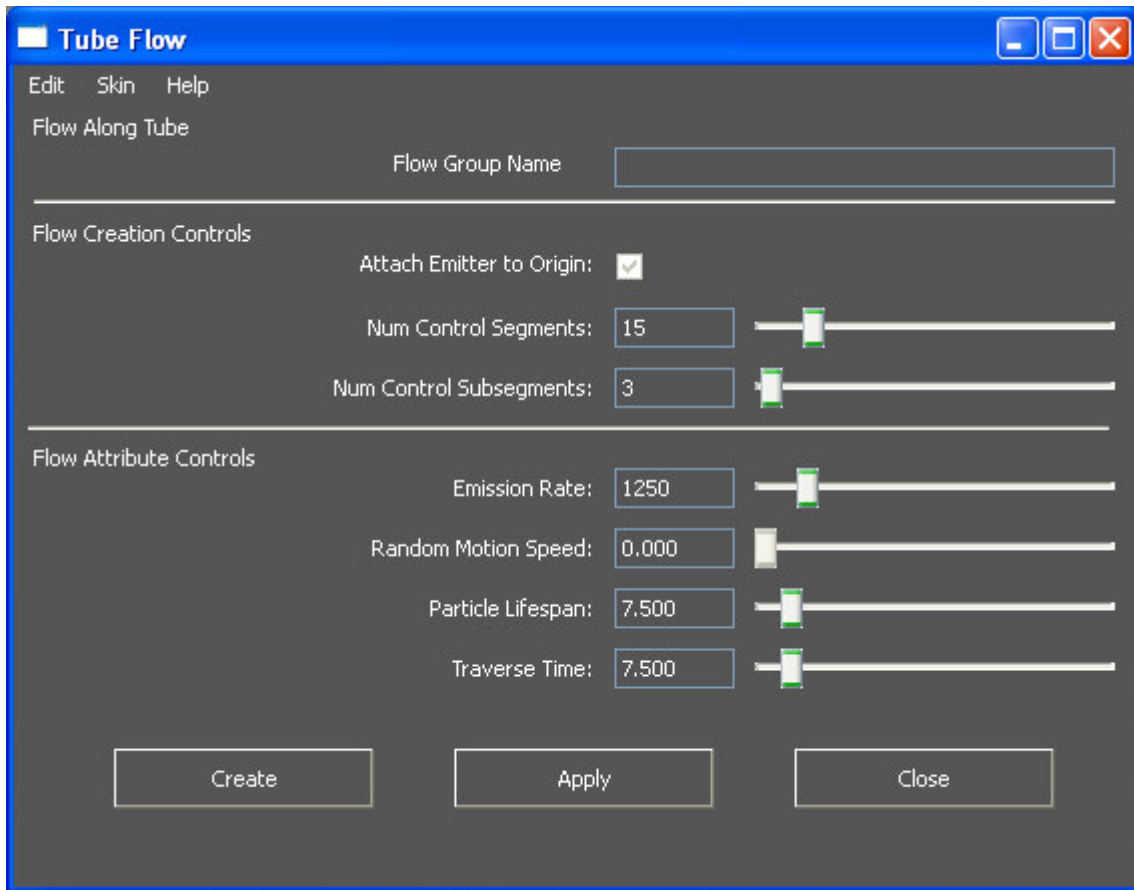 Tube Flow
Edit Skin Help
Flow Along Tube
Flow Group Name
Flow Creation Controls
Attach Emitter to Origin:
Num Control Segments: 15
Num Control Subsegments: 3
Flow Attribute Controls
Emission Rate: 1250
Random Motion Speed: 0.000
Particle Lifespan: 7.500
Traverse Time: 7.500
Create Apply Close